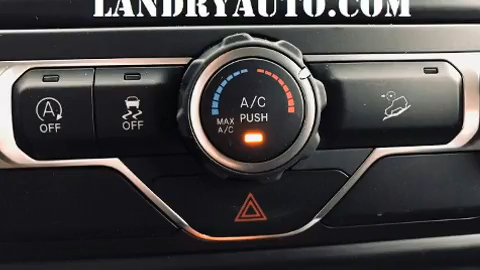 LANDRYAUTO.COM
A
OFF
OFF
A/C
PUSH
MAX
A/C